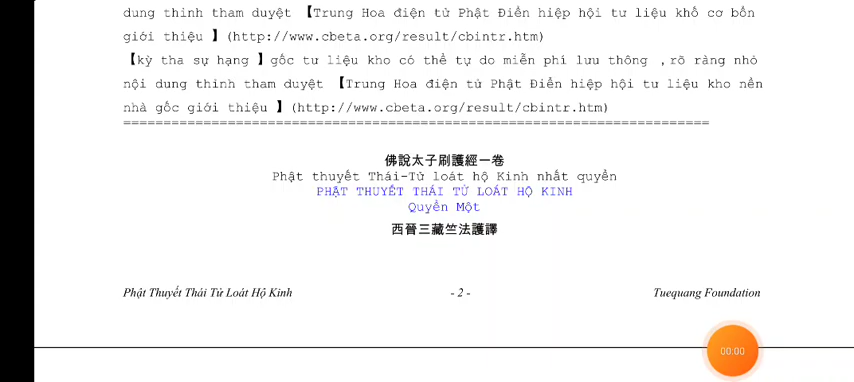 dung thỉnh tham duyệt 【Trung Hoa điện tử Phật Điển hiệp hội tư liệu khố cơ bổn
giới thiệu 】(http://www.cbeta.org/result/cbintr.htm)
【kỳ tha sự hạng 】gốc tư liệu kho có thể tự do miễn phí lưu thông ，rõ ràng nhỏ
nội dung thỉnh tham duyệt 【Trung Hoa điện tử Phật Điển hiệp hội tư liệu kho nền
nhà gốc giới thiệu 】(http://www.cbeta.org/result/cbintr.htm)
=========================================================================
佛說太子刷護經一卷
Phật thuyết Thái-Tử loát hộ Kinh nhất quyển
PHẬT THUYẾT THÁI TỬ LOÁT HỘ KINH
Quyển Một
西晉三藏竺法護譯
Phật Thuyết Thái Tử Loát Hộ Kinh - 2 - Tuequang Foundation
00:00